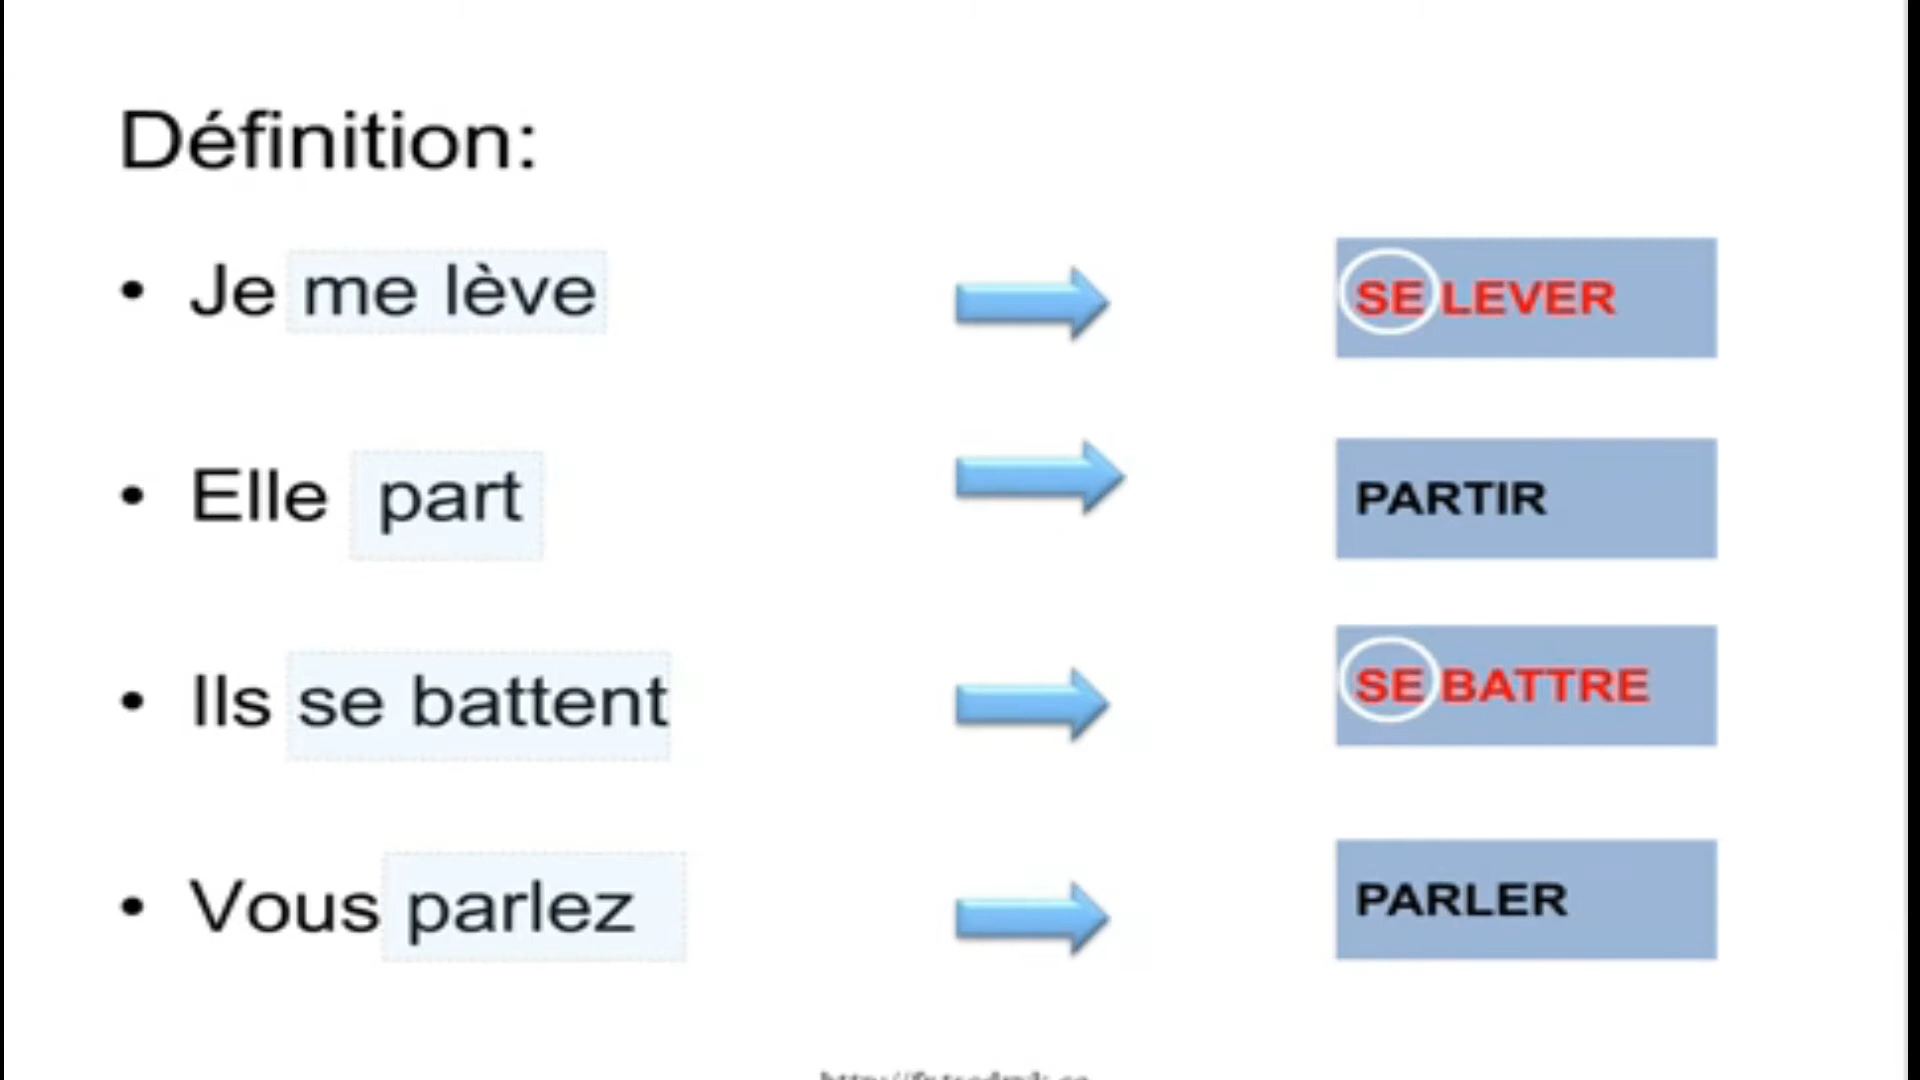 Définition:
• Je me lève
SE LEVER
• Elle part
PARTIR
• Ils se battent
SE BATTRE
• Vous parlez
PARLER